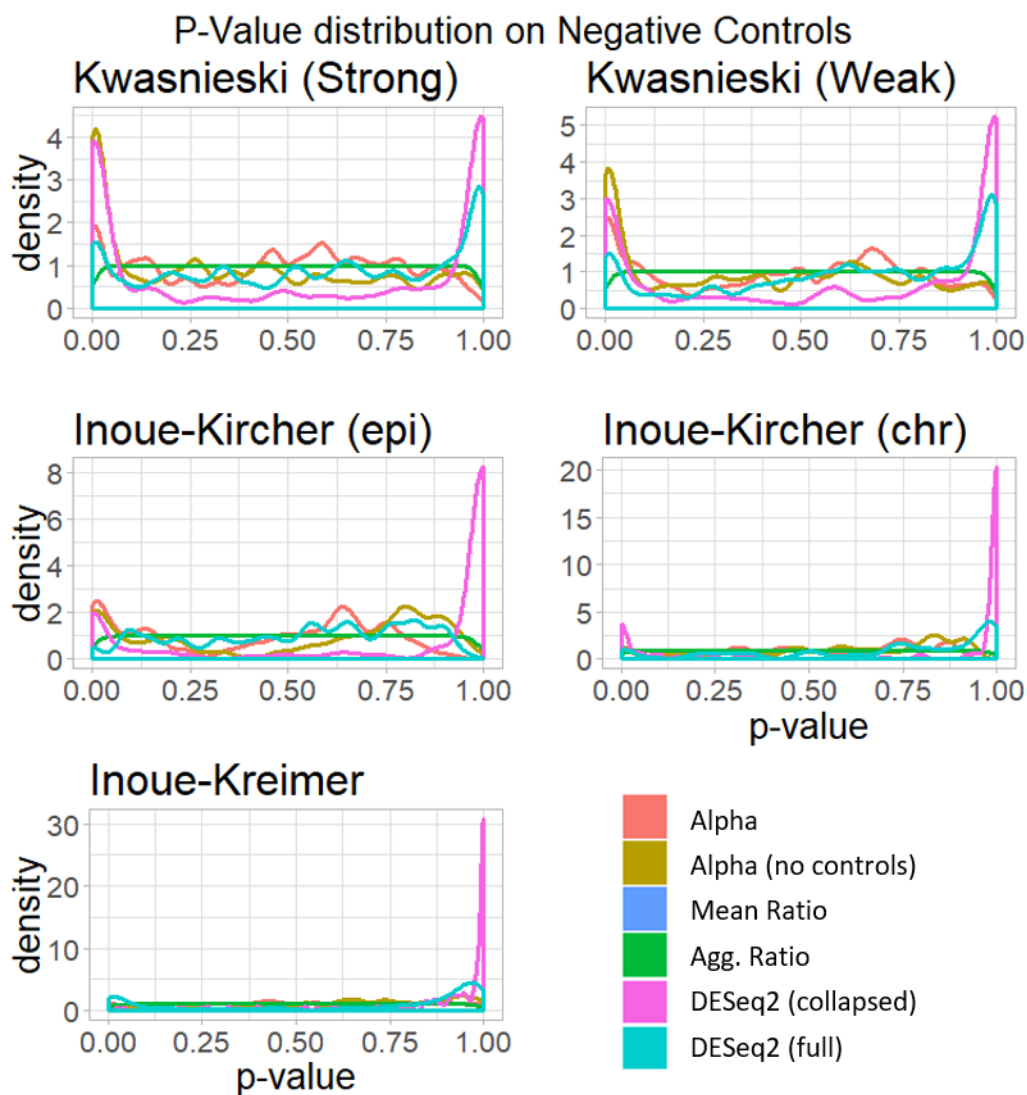 P-Value distribution on Negative Controls
Kwasnieski (Strong)
4
3
2
1
0
density
0.00 0.25 0.50 0.75 1.00
Kwasnieski (Weak)
5
4
3
2
1
0
0.00 0.25 0.50 0.75 1.00
Inoue-Kircher (epi)
8
6
4
2
0
density
0.00 0.25 0.50 0.75 1.00
Inoue-Kircher (chr)
20
15
10
5
0
0.00 0.25 0.50 0.75 1.00
p-value
Inoue-Kreimer
30
20
10
0
density
0.00 0.25 0.50 0.75 1.00
p-value
Alpha
Alpha (no controls)
Mean Ratio
Agg. Ratio
DESeq2 (collapsed)
DESeq2 (full)